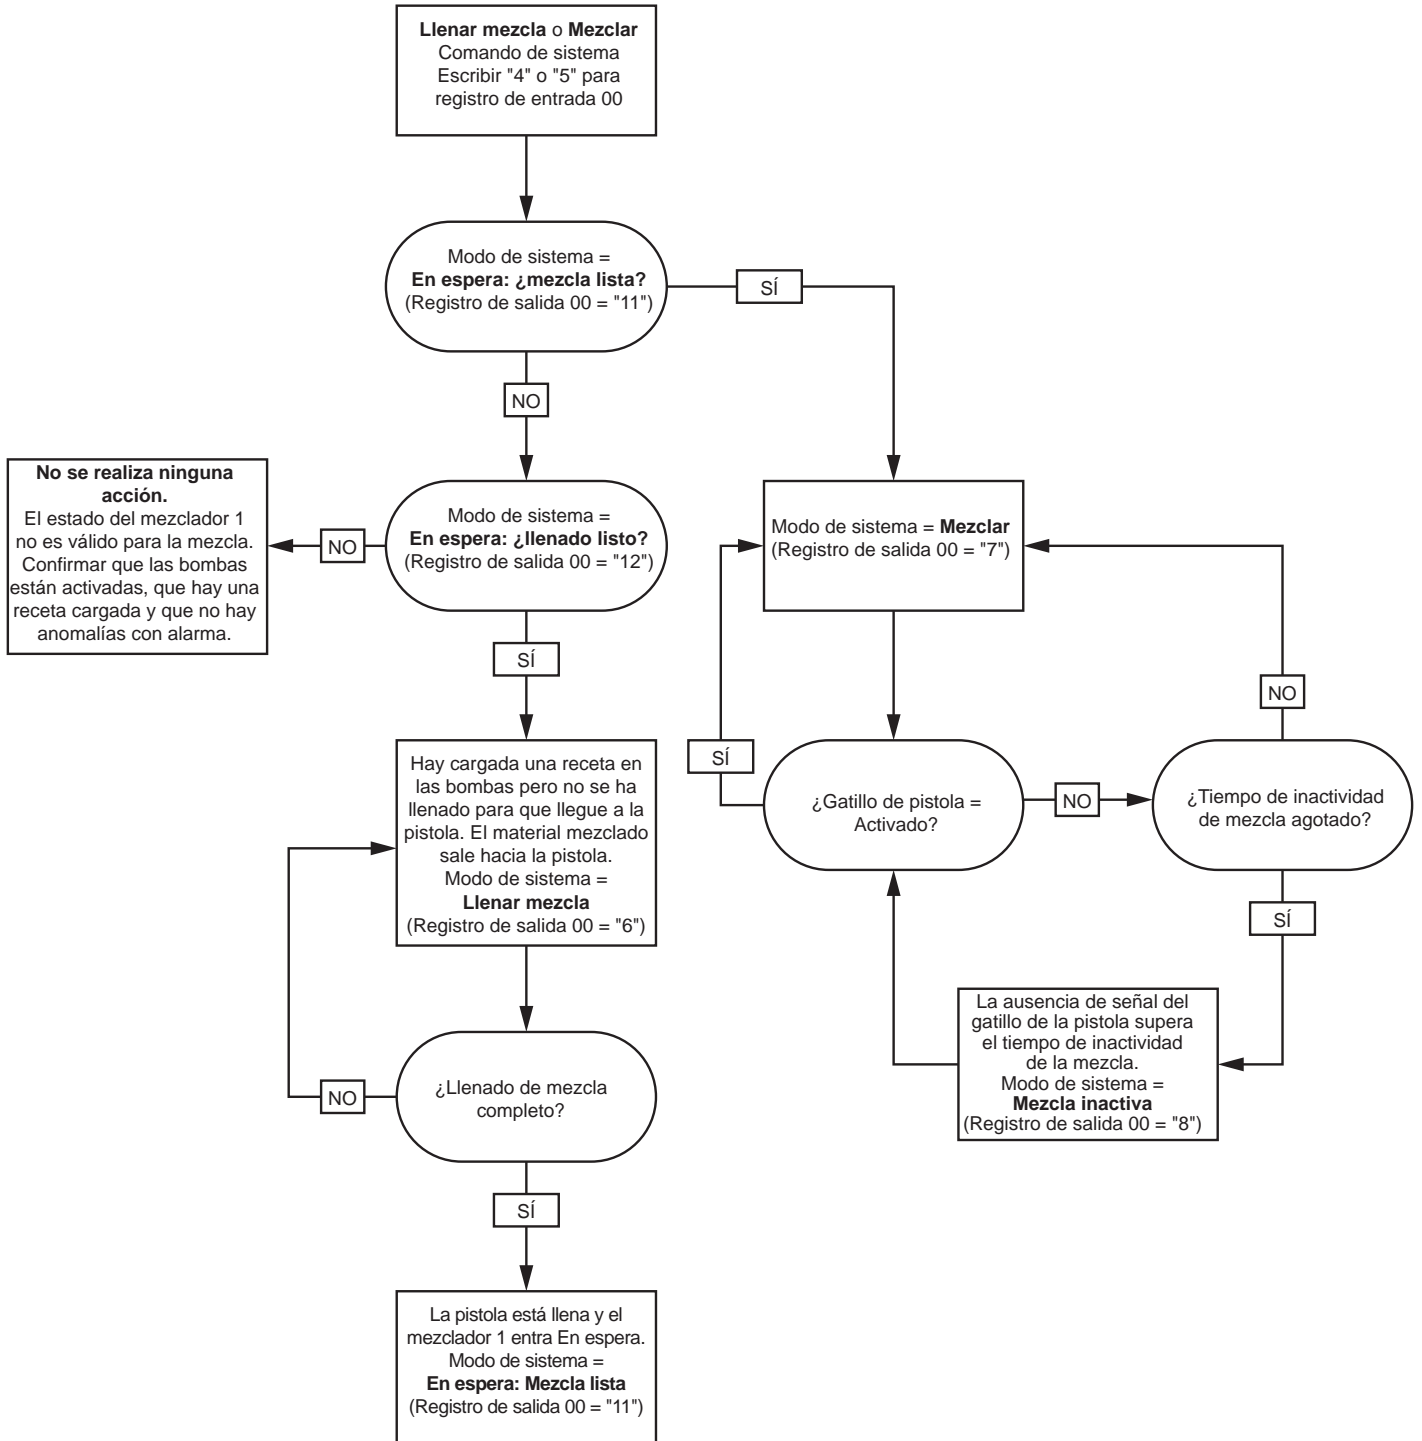 Llenar mezcla o Mezclar
Comando de sistema
Escribir "4" o "5" para
registro de entrada 00
Modo de sistema =
En espera: ¿mezcla lista?
(Registro de salida 00 = "11")
SÍ
NO
No se realiza ninguna
acción.
El estado del mezclador 1
no es válido para la mezcla.
Confirmar que las bombas
están activadas, que hay una
receta cargada y que no hay
anomalías con alarma.
NO
Modo de sistema =
En espera: ¿llenado listo?
(Registro de salida 00 = "12")
SÍ
Modo de sistema = Mezclar
(Registro de salida 00 = "7")
NO
SÍ
Hay cargada una receta en
las bombas pero no se ha
llenado para que llegue a la
pistola. El material mezclado
sale hacia la pistola.
Modo de sistema =
Llenar mezcla
(Registro de salida 00 = "6")
¿Gatillo de pistola =
Activado?
NO
¿Tiempo de inactividad
de mezcla agotado?
SÍ
La ausencia de señal del
gatillo de la pistola supera
el tiempo de inactividad
de la mezcla.
Modo de sistema =
Mezcla inactiva
(Registro de salida 00 = "8")
NO
¿Llenado de mezcla
completo?
SÍ
La pistola está llena y el
mezclador 1 entra En espera.
Modo de sistema =
En espera: Mezcla lista
(Registro de salida 00 = "11")